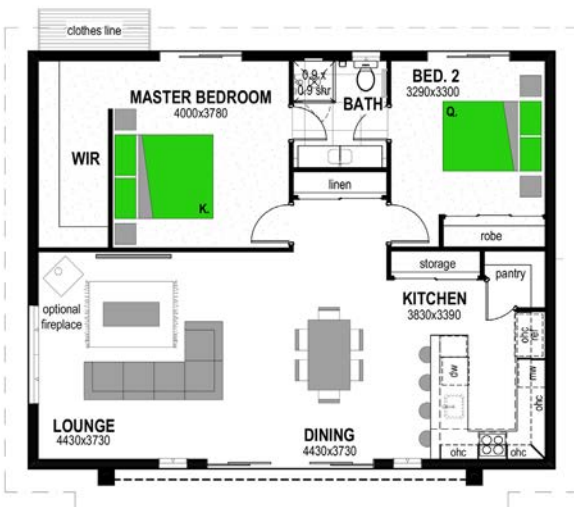 clothes line
MASTER BEDROOM
4000x3780
0.9 x
0.9 shr
BATH
BED. 2
3290x3300
Q.
WIR
K.
linen
robe
storage
pantry
KITCHEN
3830x3390
optional
fireplace
ohc
ref
dw
mw
ohc
LOUNGE
4430x3730
DINING
4430x3730
ohc
ohc